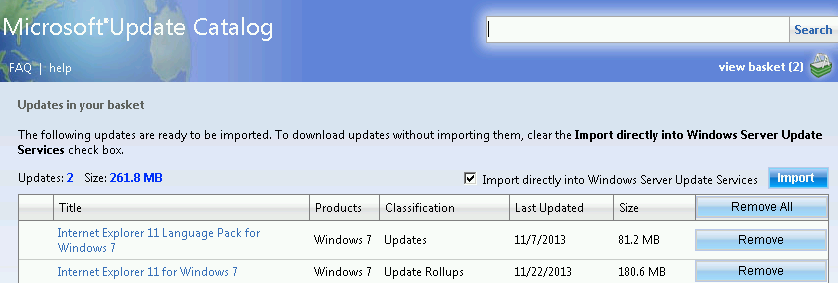 Microsoft® Update Catalog
Search
FAQ | help
view basket (2)
Updates in your basket
The following updates are ready to be imported. To download updates without importing them, clear the Import directly into Windows Server Update
Services check box.
Updates: 2 Size: 261.8 MB Import directly into Windows Server Update Services Import
Title Products Classification Last Updated Size Remove All
Internet Explorer 11 Language Pack for
Windows 7 Windows 7 Updates 11/7/2013 81.2 MB Remove
Internet Explorer 11 for Windows 7 Windows 7 Update Rollups 11/22/2013 180.6 MB Remove